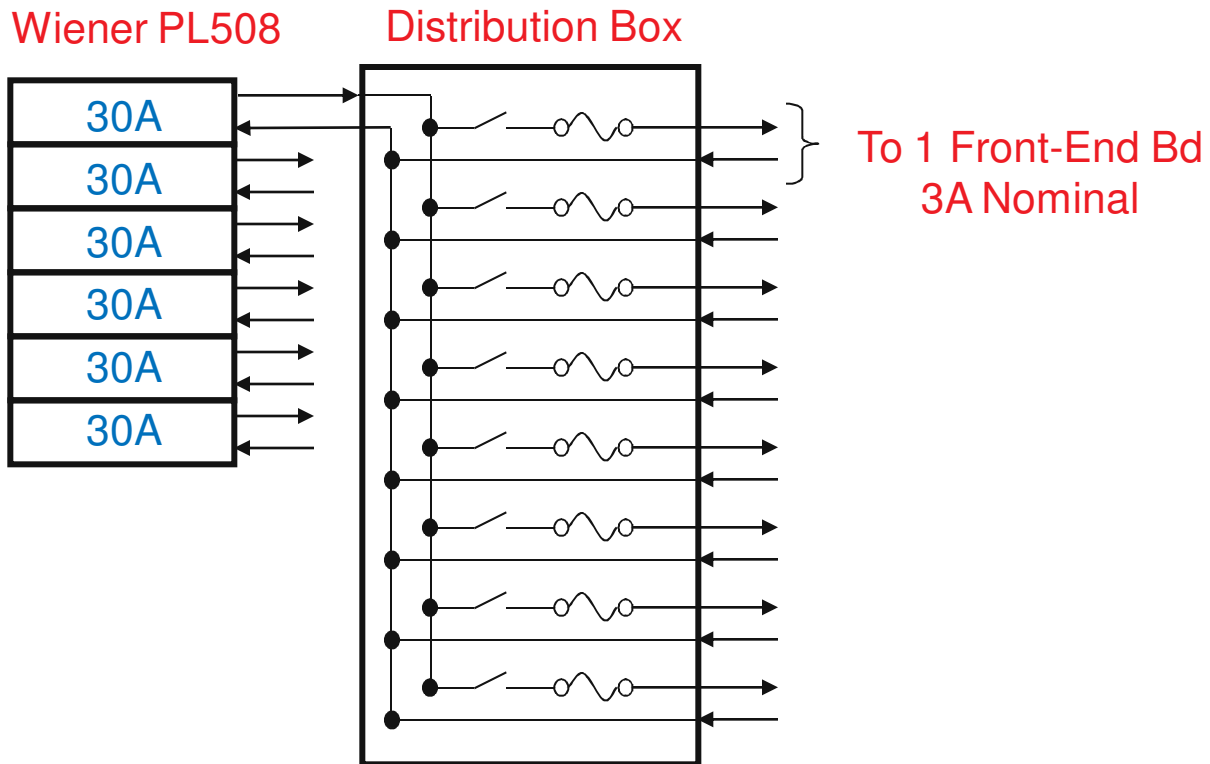 Wiener PL508
Distribution Box
30A
30A
30A
30A
30A
30A
To 1 Front-End Bd
3A Nominal